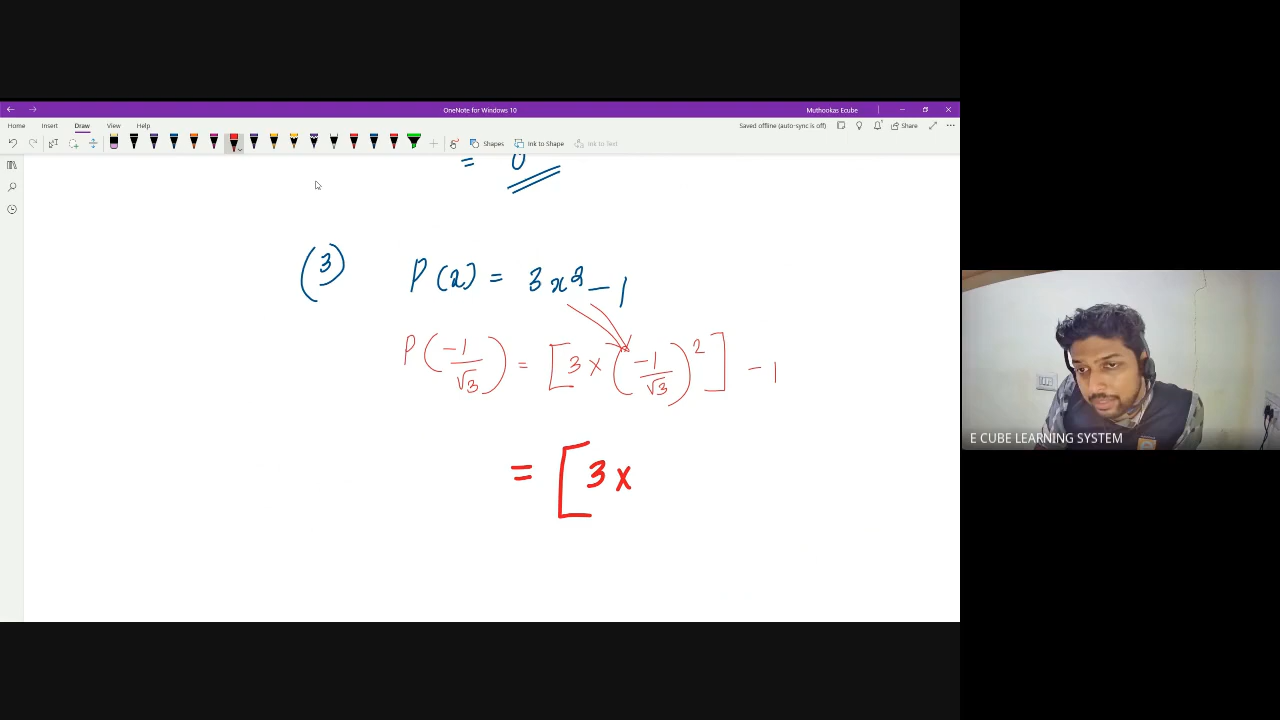 OneNote for Windows 10
Muthookas Ecube
Home Insert Draw View Help
Saved offline (auto-sync is off)
Share
Shapes Ink to Shape Ink to Text
= 0
(3) P(x) = 3x² - 1
P(-1/√3) = [3 × (-1/√3)²] - 1
= [3 ×
E CUBE LEARNING SYSTEM